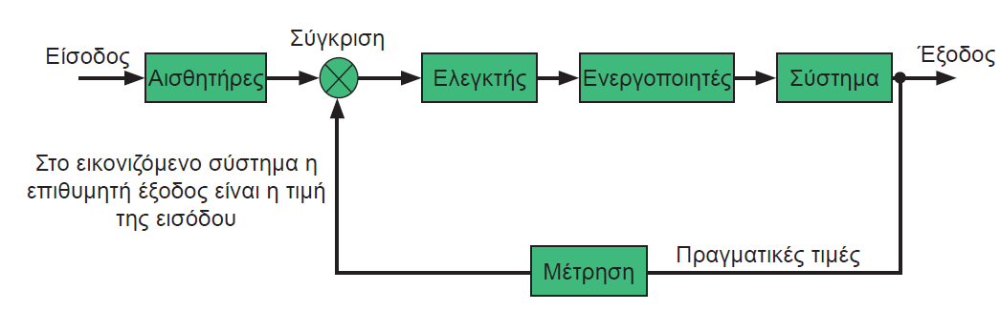 Είσοδος
Αισθητήρες
Σύγκριση
Ελεγκτής
Ενεργοποιητές
Σύστημα
Έξοδος
Στο εικονιζόμενο σύστημα η
επιθυμητή έξοδος είναι η τιμή
της εισόδου
Μέτρηση
Πραγματικές τιμές